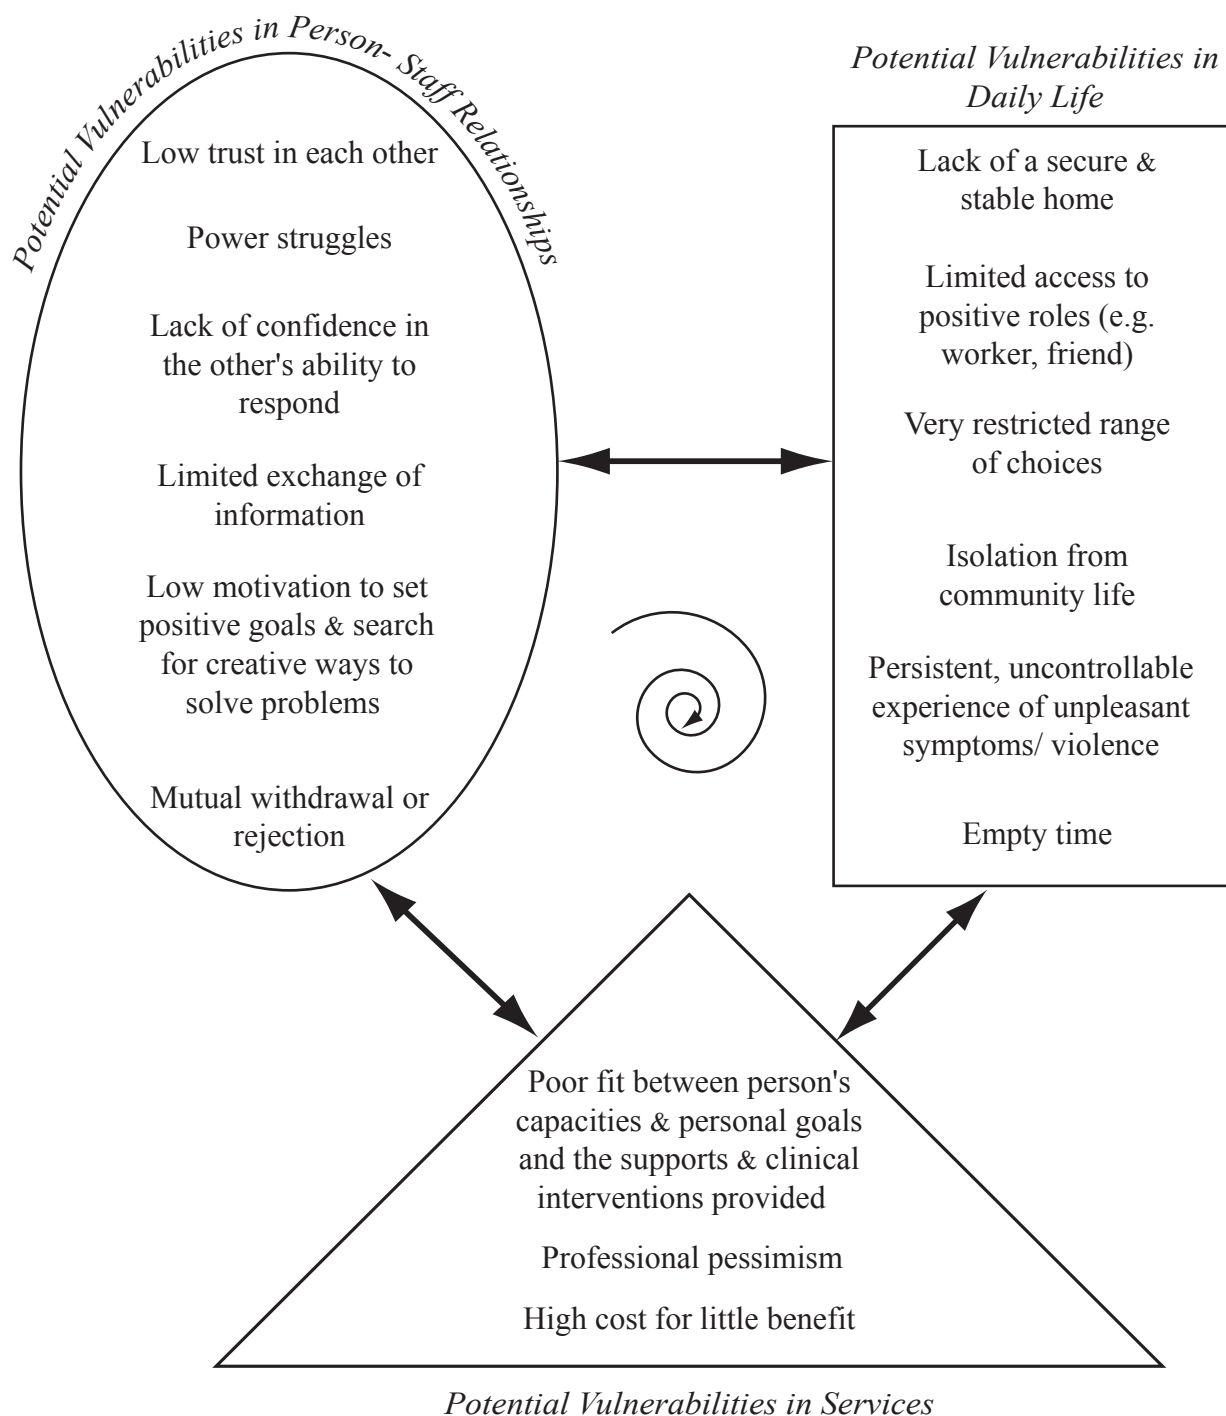 Potential Vulnerabilities in Person- Staff Relationships
Low trust in each other
Power struggles
Lack of confidence in
the other's ability to
respond
Limited exchange of
information
Low motivation to set
positive goals & search
for creative ways to
solve problems
Mutual withdrawal or
rejection
Potential Vulnerabilities in
Daily Life
Lack of a secure &
stable home
Limited access to
positive roles (e.g.
worker, friend)
Very restricted range
of choices
Isolation from
community life
Persistent, uncontrollable
experience of unpleasant
symptoms/ violence
Empty time
Poor fit between person's
capacities & personal goals
and the supports & clinical
interventions provided
Professional pessimism
High cost for little benefit
Potential Vulnerabilities in Services